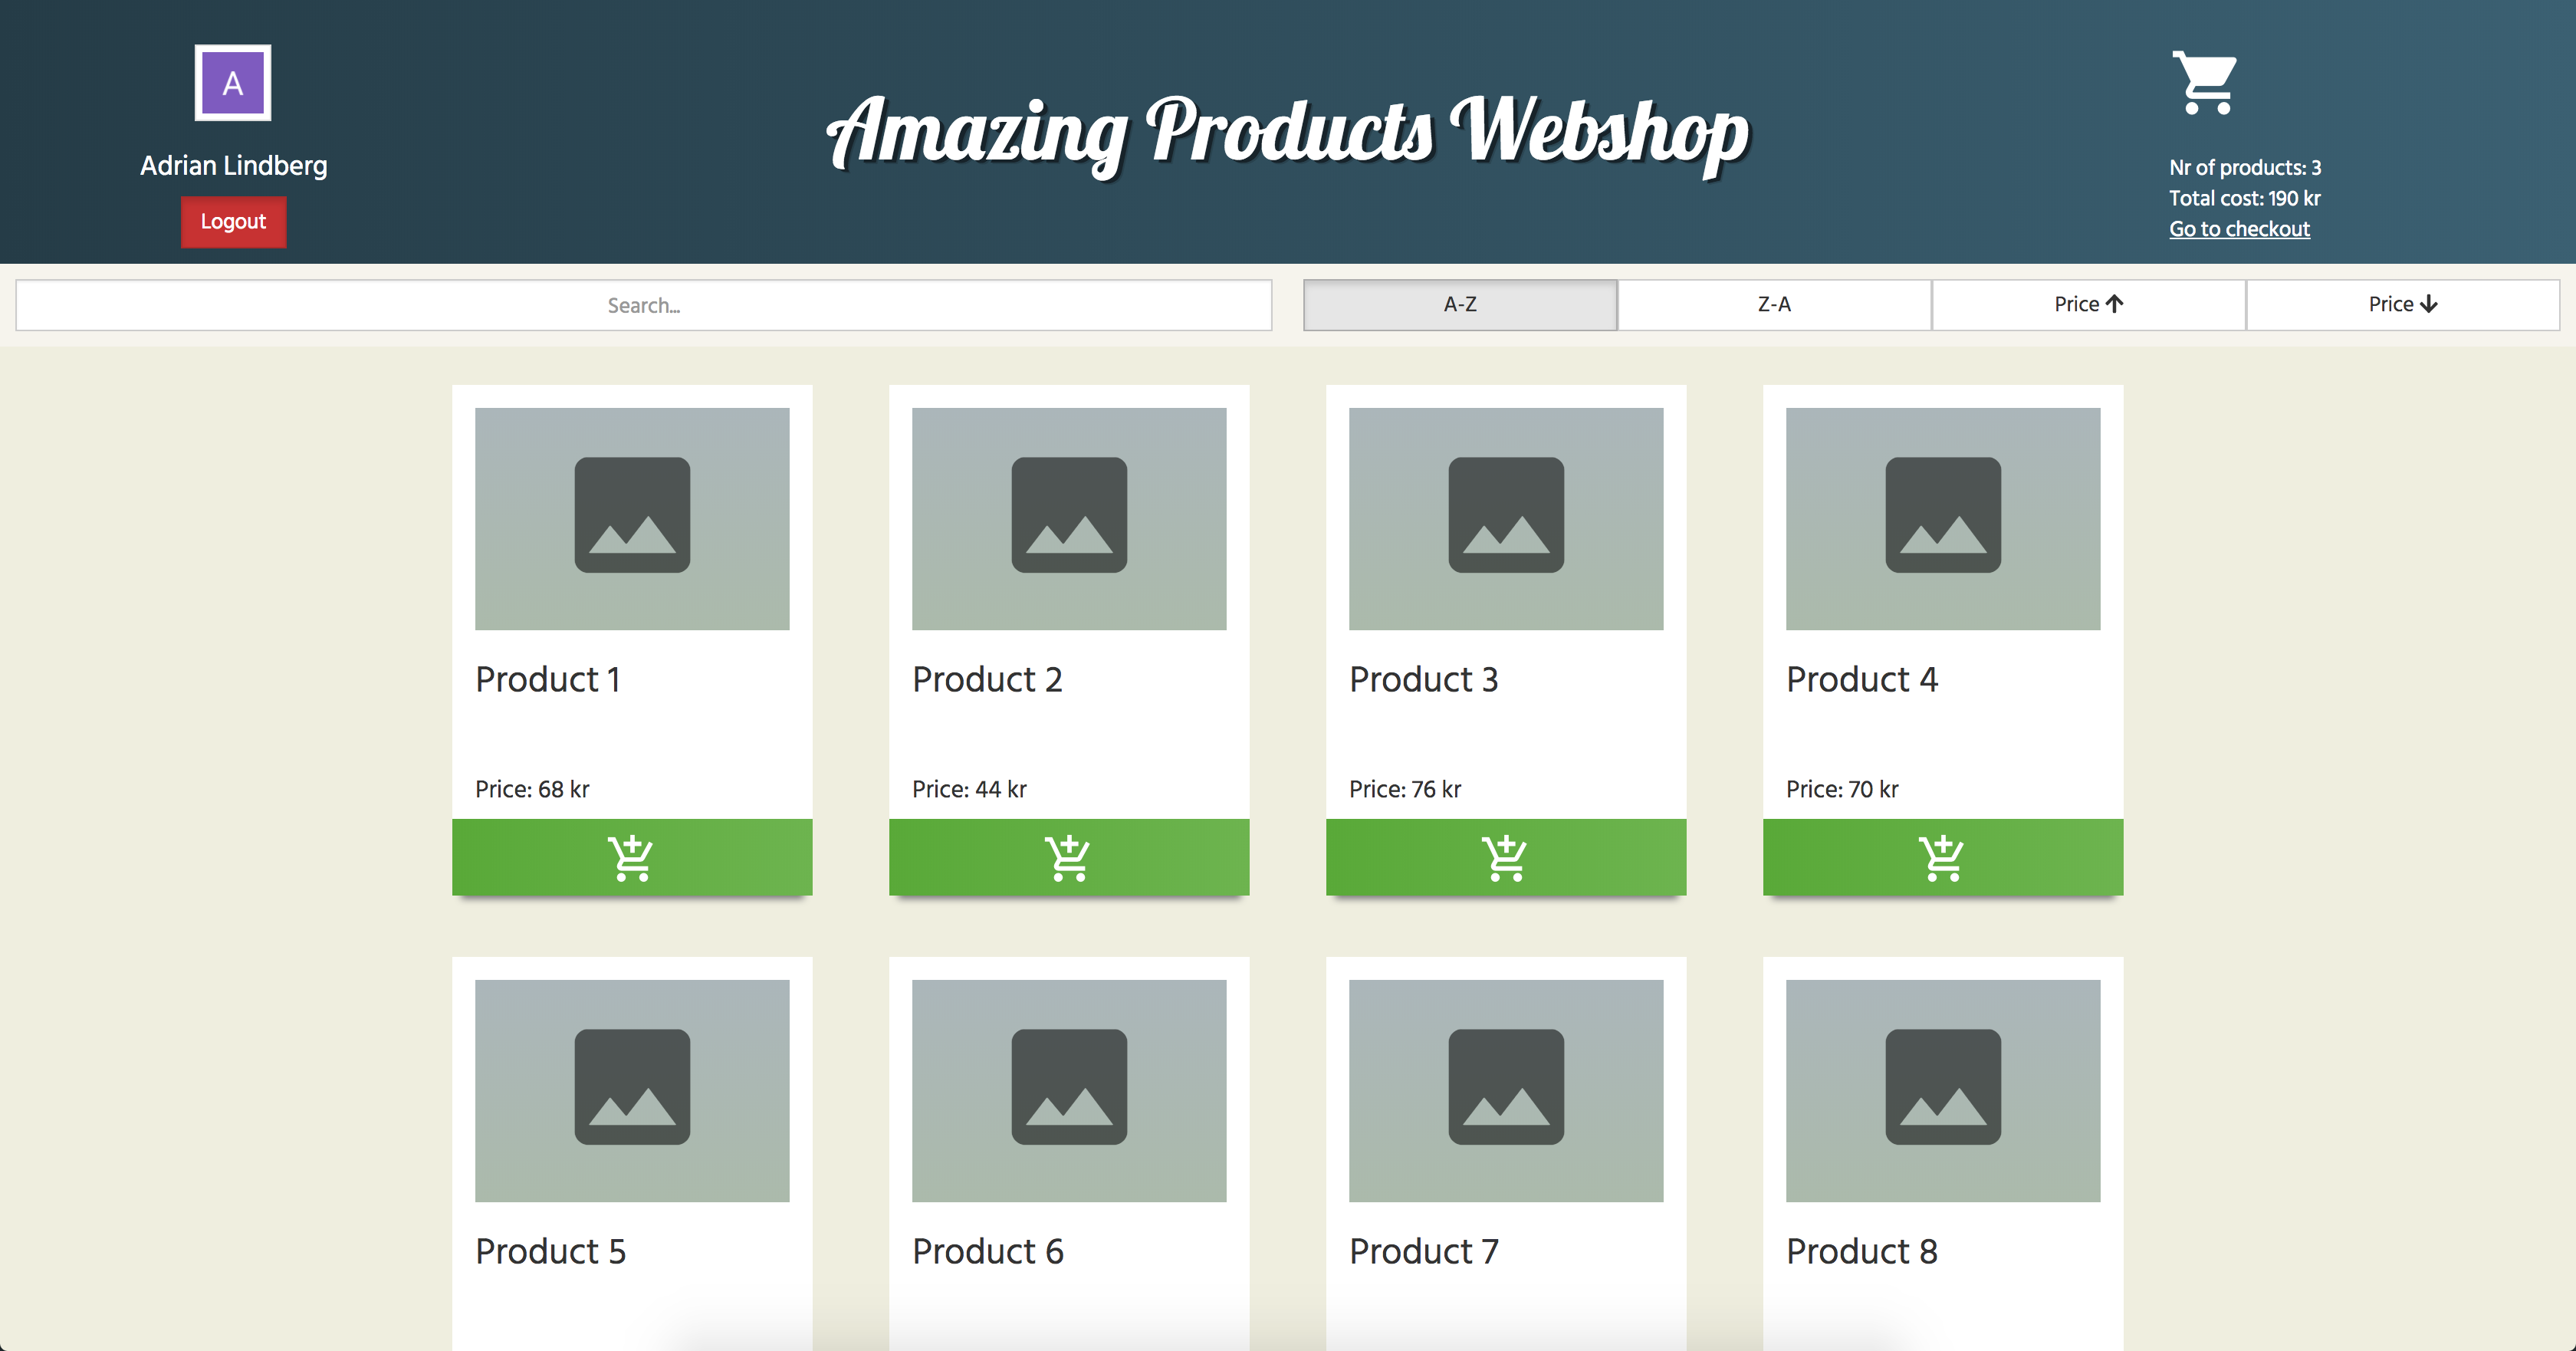 A
Adrian Lindberg
Logout
Amazing Products Webshop
Nr of products: 3
Total cost: 190 kr
Go to checkout
Search...
A-Z
Z-A
Price
Price
Product 1
Price: 68 kr
Product 2
Price: 44 kr
Product 3
Price: 76 kr
Product 4
Price: 70 kr
Product 5
Product 6
Product 7
Product 8